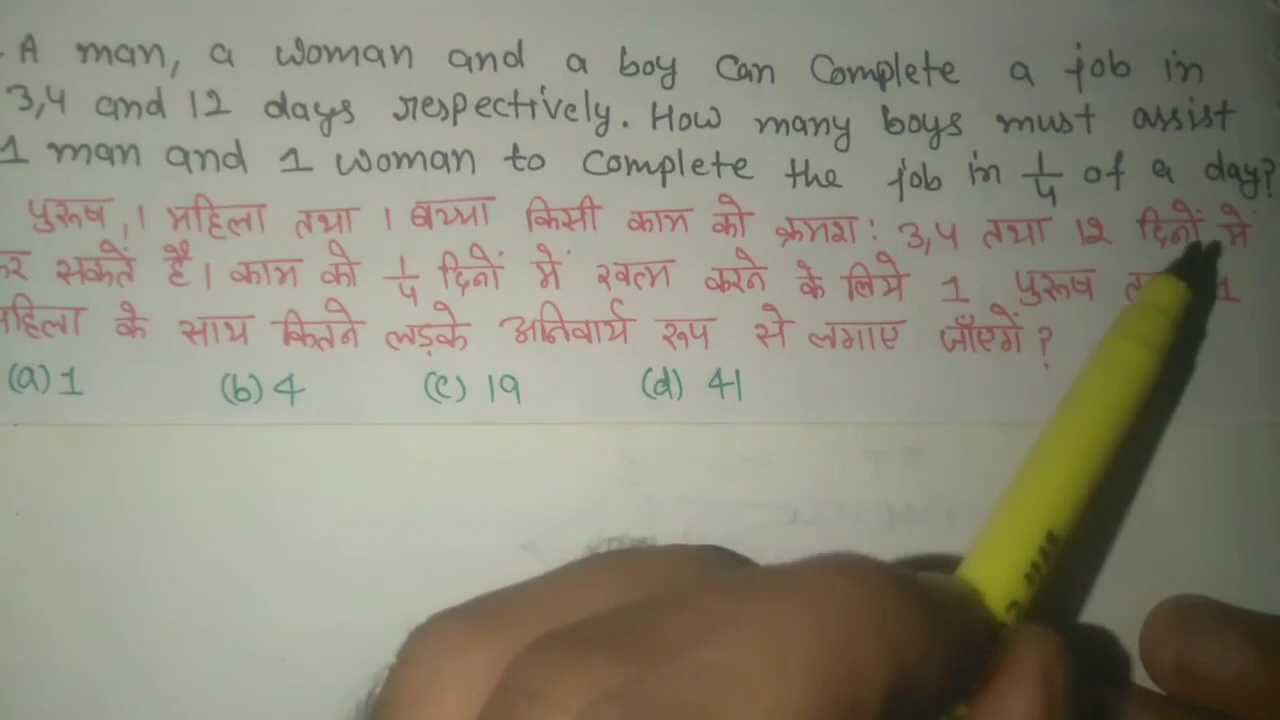 A man, a woman and a boy can complete a job in
3,4 and 12 days respectively. How many boys must assist
1 man and 1 woman to complete the job in 1/4 of a day?
पुरूष, 1 महिला तथा 1 बच्चा किसी काम को क्रमश: 3,4 तथा 12 दिनों में
सकतें हैं। काम को 1/4 दिनों में खत्म करने के लिये 1 पुरूष 1
महिला के साथ कितने लड़के अनिवार्य रूप से लगाए जाँएगें?
(a) 1 (b) 4 (c) 19 (d) 41